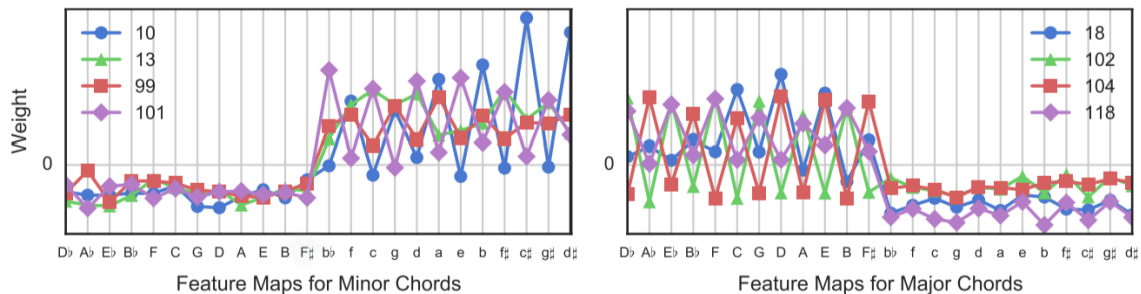 Weight
0
10
13
99
101
D♭ A♭ E♭ B♭ F C G D A E B F♯ b♭ f c g d a e b f♯ c♯ g♯ d♯
Feature Maps for Minor Chords
0
18
102
104
118
D♭ A♭ E♭ B♭ F C G D A E B F♯ b♭ f c g d a e b f♯ c♯ g♯ d♯
Feature Maps for Major Chords